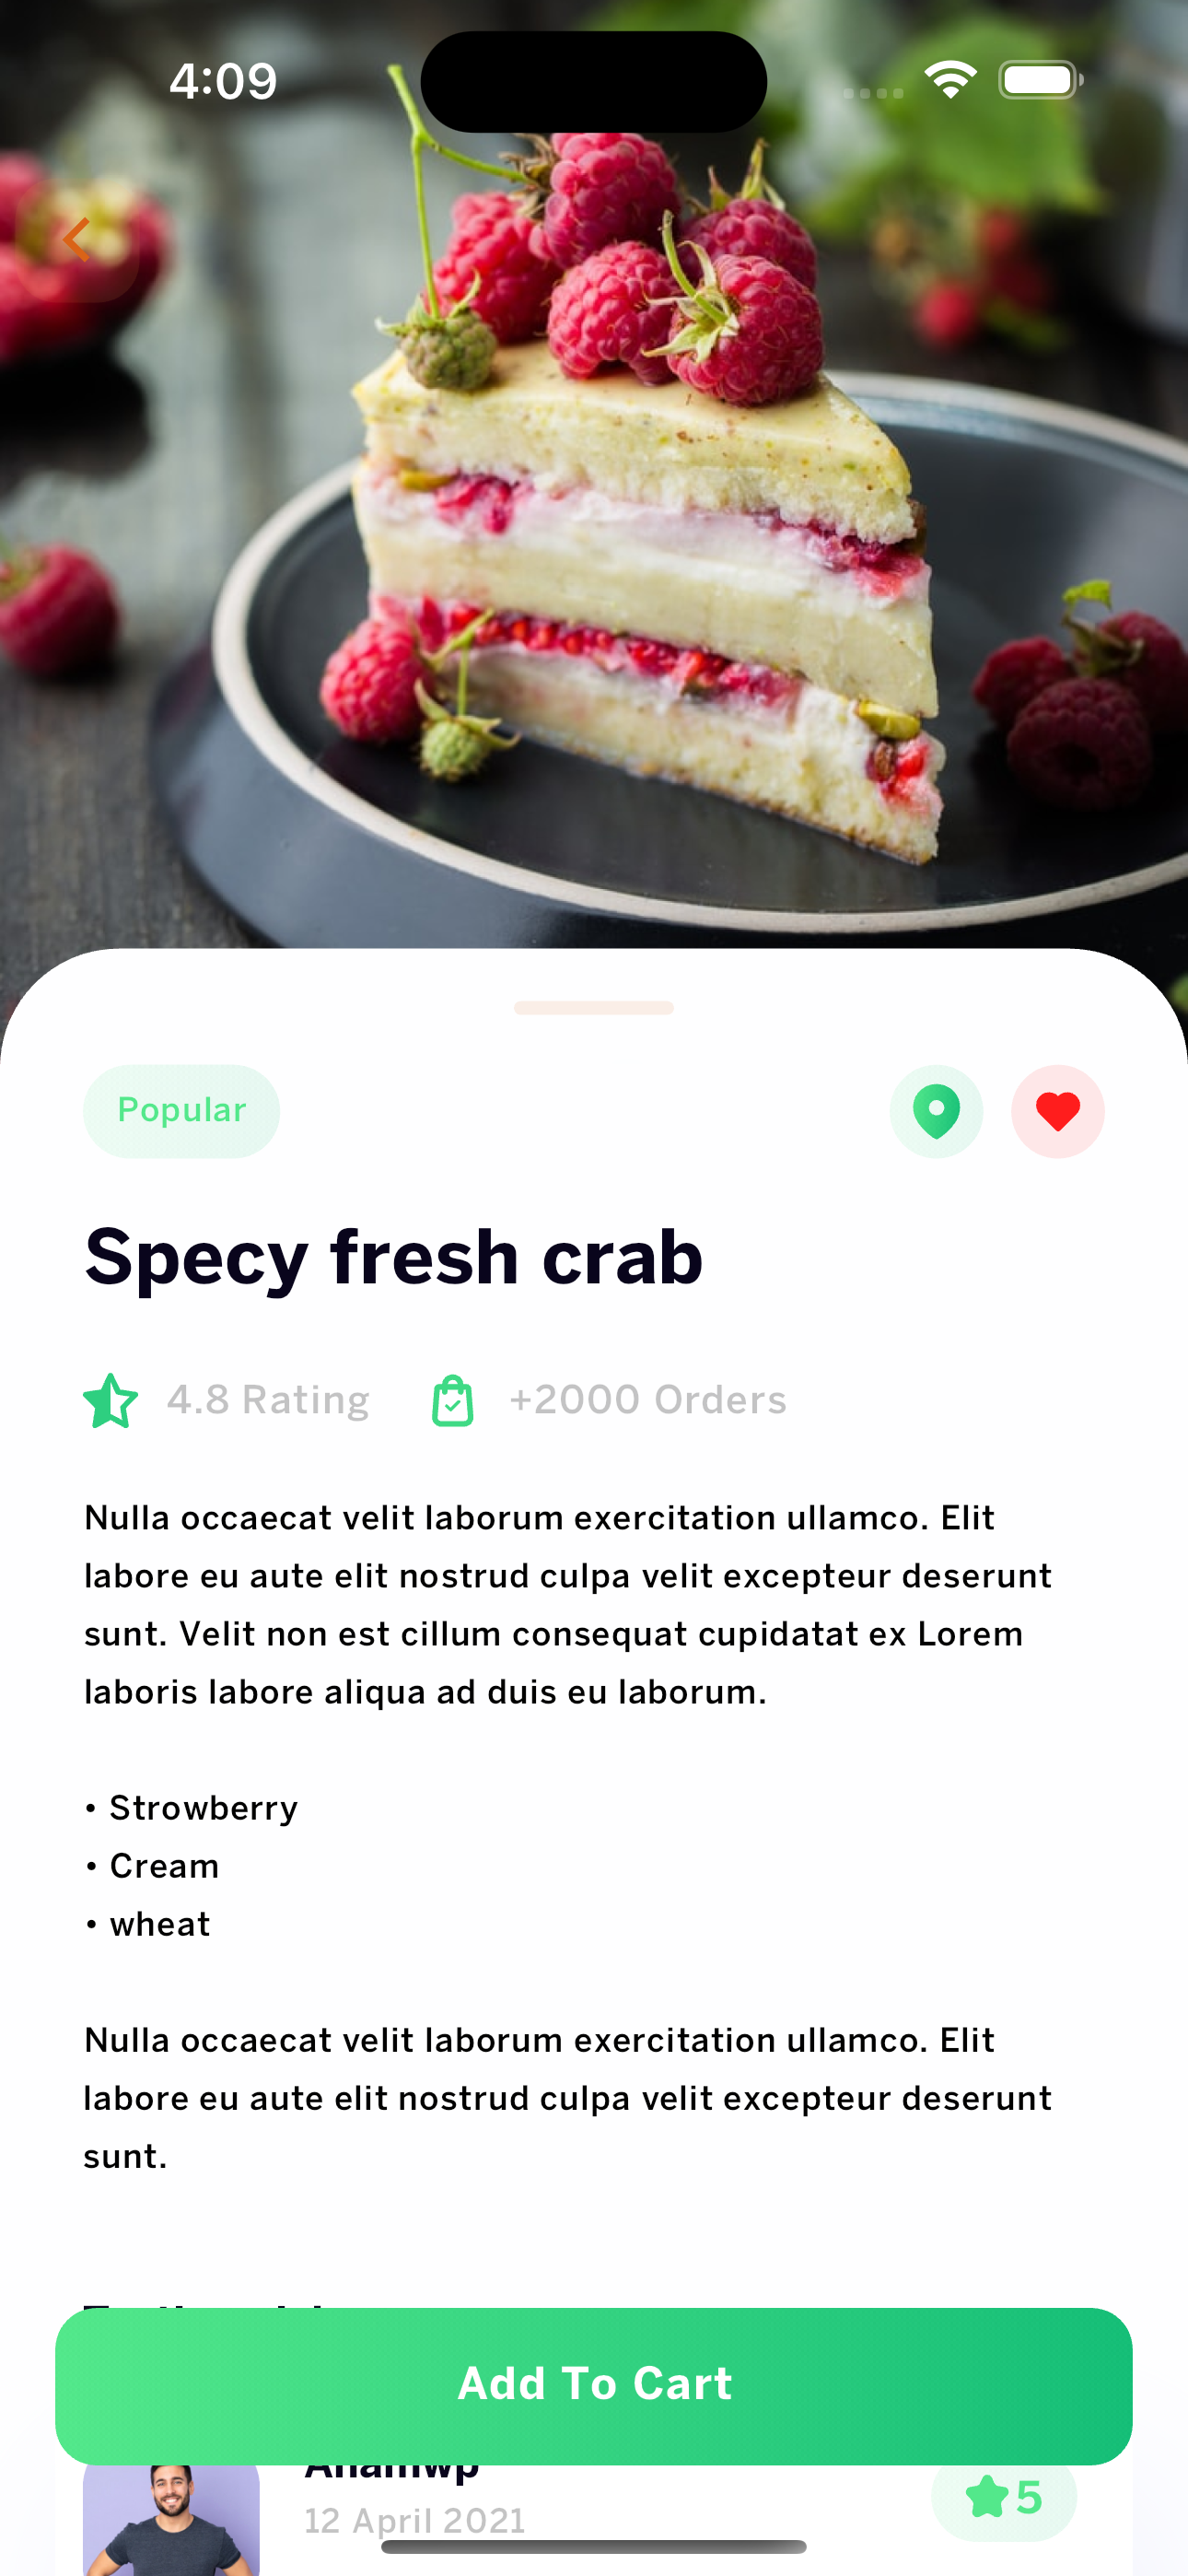 4:09
Popular
Specy fresh crab
4.8 Rating
+2000 Orders
Nulla occaecat velit laborum exercitation ullamco. Elit
labore eu aute elit nostrud culpa velit excepteur deserunt
sunt. Velit non est cillum consequat cupidatat ex Lorem
laboris labore aliqua ad duis eu laborum.
• Strowberry
• Cream
• wheat
Nulla occaecat velit laborum exercitation ullamco. Elit
labore eu aute elit nostrud culpa velit excepteur deserunt
sunt.
Add To Cart
12 April 2021
5